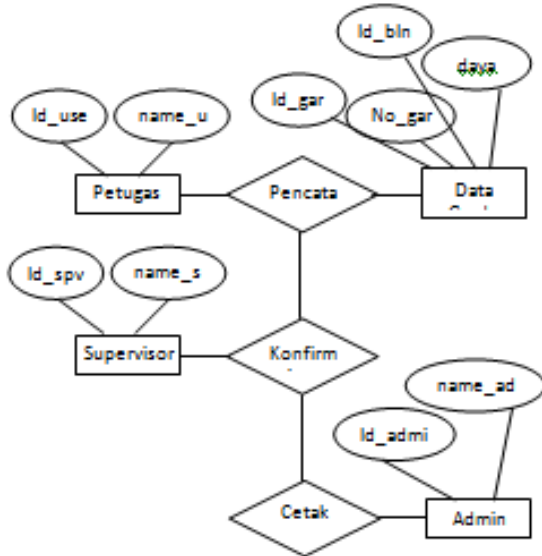 Id_bln
daya
Id_gar
No_gar
Id_use
name_u
Petugas
Pencata
Data
Id_spv
name_s
Supervisor
Konfirm
name_ad
Id_admi
Cetak
Admin